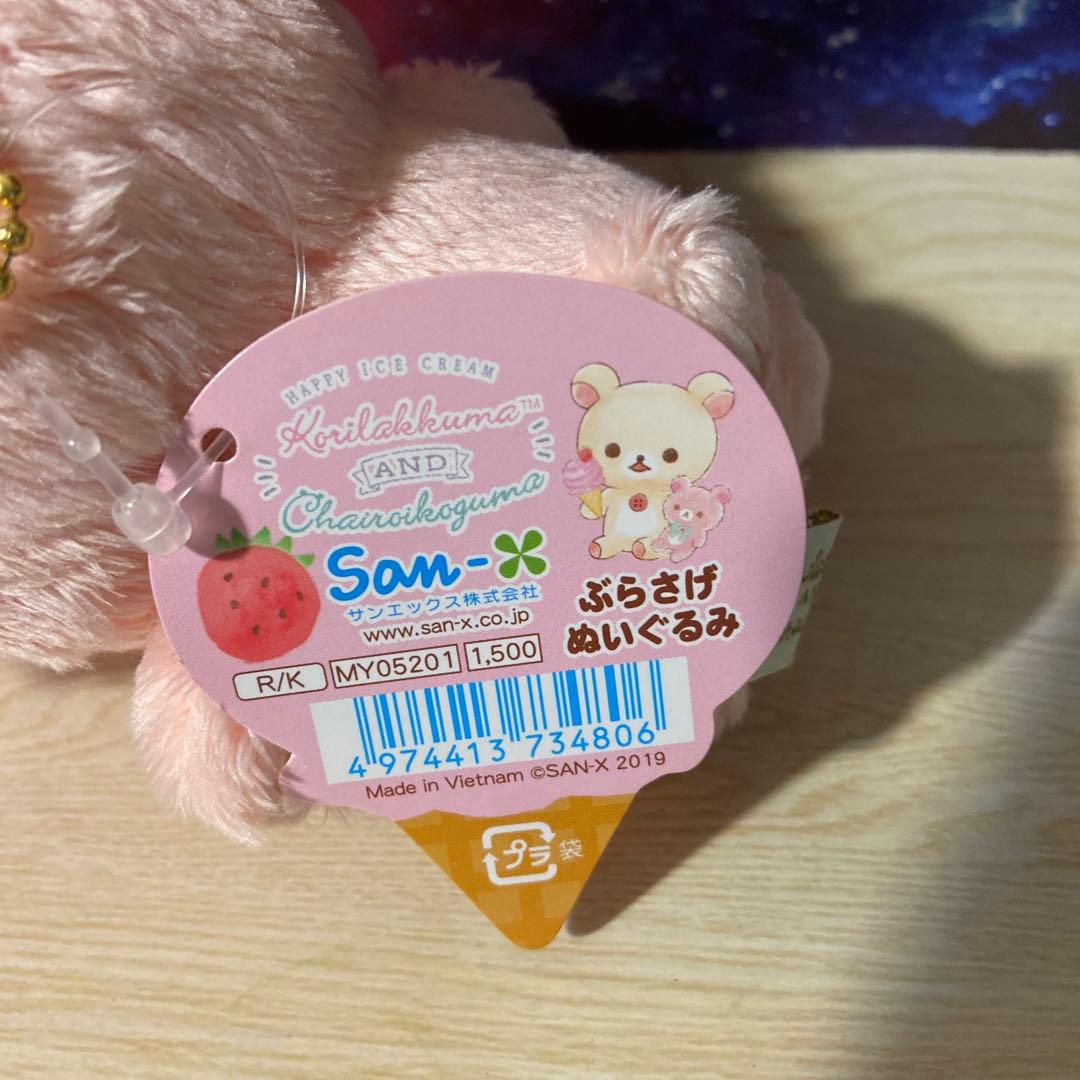 HAPPY ICE CREAM
Korilakkuma™
AND
Chairoikoguma
San-X
サンエックス株式会社
www.san-x.co.jp
ぶらさげ
ぬいぐるみ
R/K MY05201 1,500
4 974413 734806
Made in Vietnam ©SAN-X 2019
プラ 袋